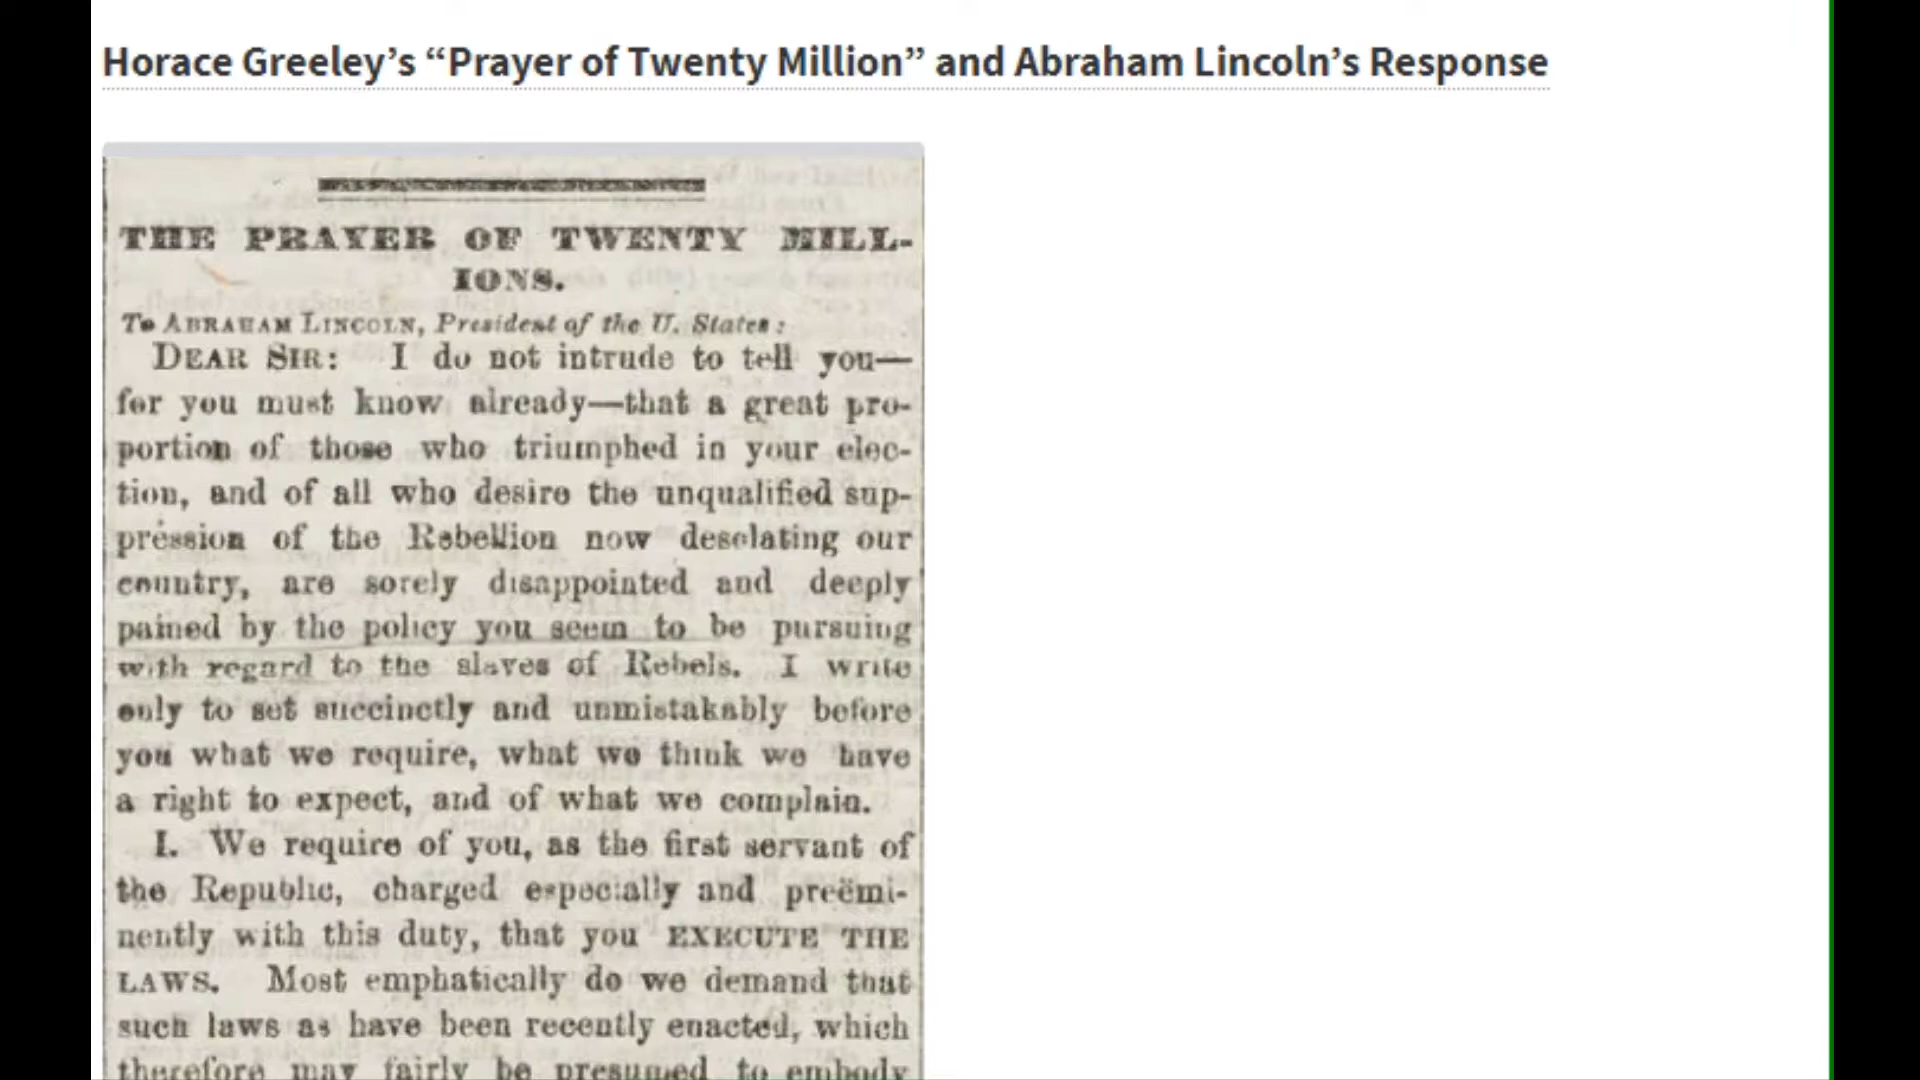 Horace Greeley’s “Prayer of Twenty Million” and Abraham Lincoln’s Response
THE PRAYER OF TWENTY MILL-
IONS.
To ABRAHAM LINCOLN, President of the U. States:
DEAR SIR: I do not intrude to tell you—
for you must know already—that a great pro-
portion of those who triumphed in your elec-
tion, and of all who desire the unqualified sup-
pression of the Rebellion now desolating our
country, are sorely disappointed and deeply
pained by the policy you seem to be pursuing
with regard to the slaves of Rebels. I write
only to set succinctly and unmistakably before
you what we require, what we think we have
a right to expect, and of what we complain.
I. We require of you, as the first servant of
the Republic, charged especially and preëmi-
nently with this duty, that you EXECUTE THE
LAWS. Most emphatically do we demand that
such laws as have been recently enacted, which
therefore may fairly be presumed to embody